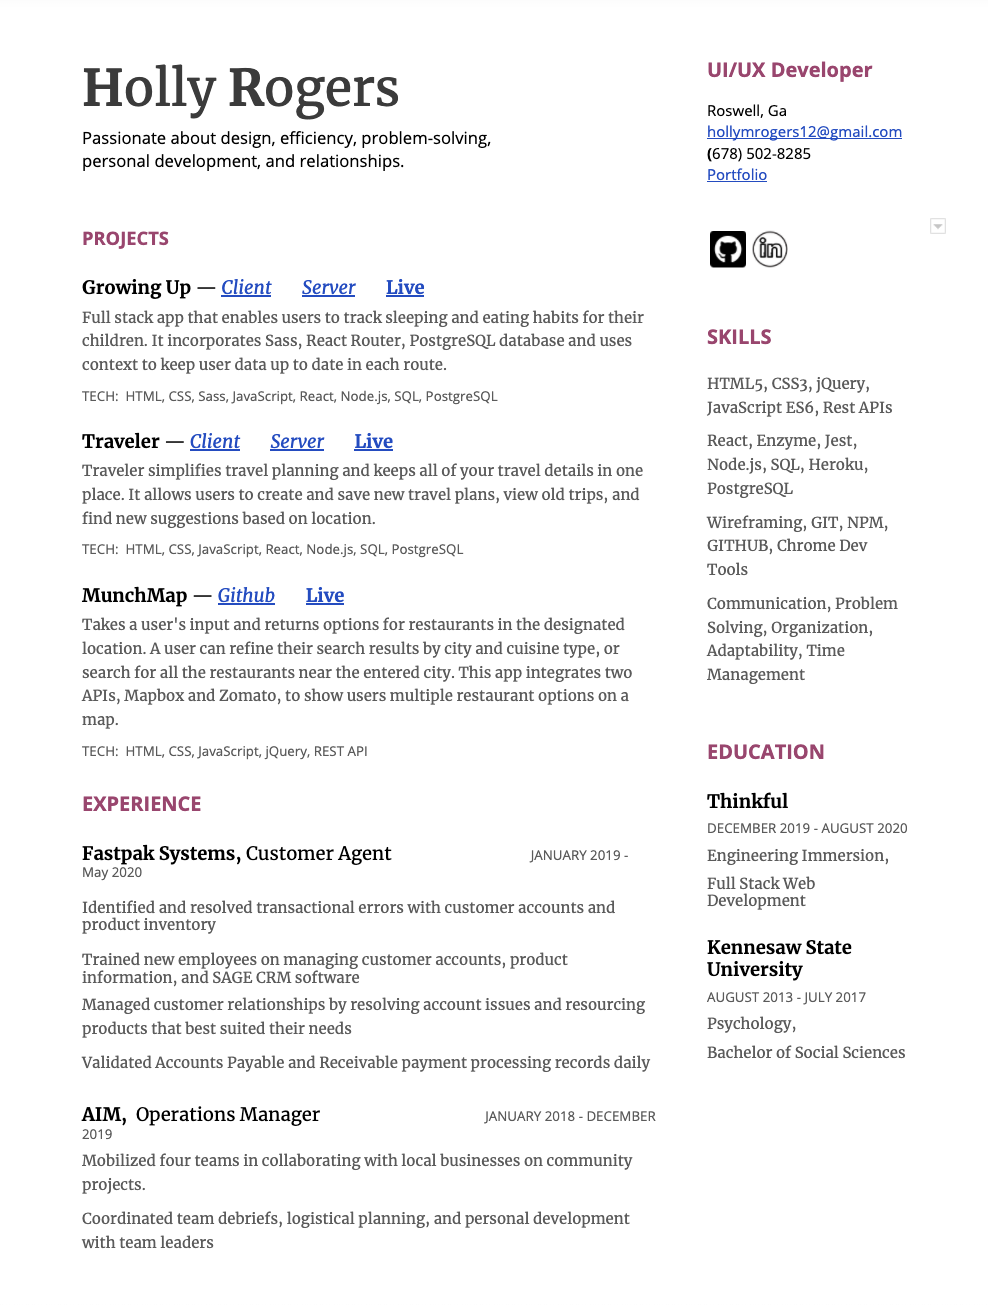 Holly Rogers
Passionate about design, efficiency, problem-solving,
personal development, and relationships.
UI/UX Developer
Roswell, Ga
hollymrogers12@gmail.com
(678) 502-8285
Portfolio
in
PROJECTS
Growing Up — Client Server Live
Full stack app that enables users to track sleeping and eating habits for their
children. It incorporates Sass, React Router, PostgreSQL database and uses
context to keep user data up to date in each route.
TECH: HTML, CSS, Sass, JavaScript, React, Node.js, SQL, PostgreSQL
Traveler — Client Server Live
Traveler simplifies travel planning and keeps all of your travel details in one
place. It allows users to create and save new travel plans, view old trips, and
find new suggestions based on location.
TECH: HTML, CSS, JavaScript, React, Node.js, SQL, PostgreSQL
MunchMap — Github Live
Takes a user's input and returns options for restaurants in the designated
location. A user can refine their search results by city and cuisine type, or
search for all the restaurants near the entered city. This app integrates two
APIs, Mapbox and Zomato, to show users multiple restaurant options on a
map.
TECH: HTML, CSS, JavaScript, jQuery, REST API
EXPERIENCE
Fastpak Systems, Customer Agent JANUARY 2019 -
May 2020
Identified and resolved transactional errors with customer accounts and
product inventory
Trained new employees on managing customer accounts, product
information, and SAGE CRM software
Managed customer relationships by resolving account issues and resourcing
products that best suited their needs
Validated Accounts Payable and Receivable payment processing records daily
AIM, Operations Manager JANUARY 2018 - DECEMBER
2019
Mobilized four teams in collaborating with local businesses on community
projects.
Coordinated team debriefs, logistical planning, and personal development
with team leaders
SKILLS
HTML5, CSS3, jQuery,
JavaScript ES6, Rest APIs
React, Enzyme, Jest,
Node.js, SQL, Heroku,
PostgreSQL
Wireframing, GIT, NPM,
GITHUB, Chrome Dev
Tools
Communication, Problem
Solving, Organization,
Adaptability, Time
Management
EDUCATION
Thinkful
DECEMBER 2019 - AUGUST 2020
Engineering Immersion,
Full Stack Web
Development
Kennesaw State
University
AUGUST 2013 - JULY 2017
Psychology,
Bachelor of Social Sciences